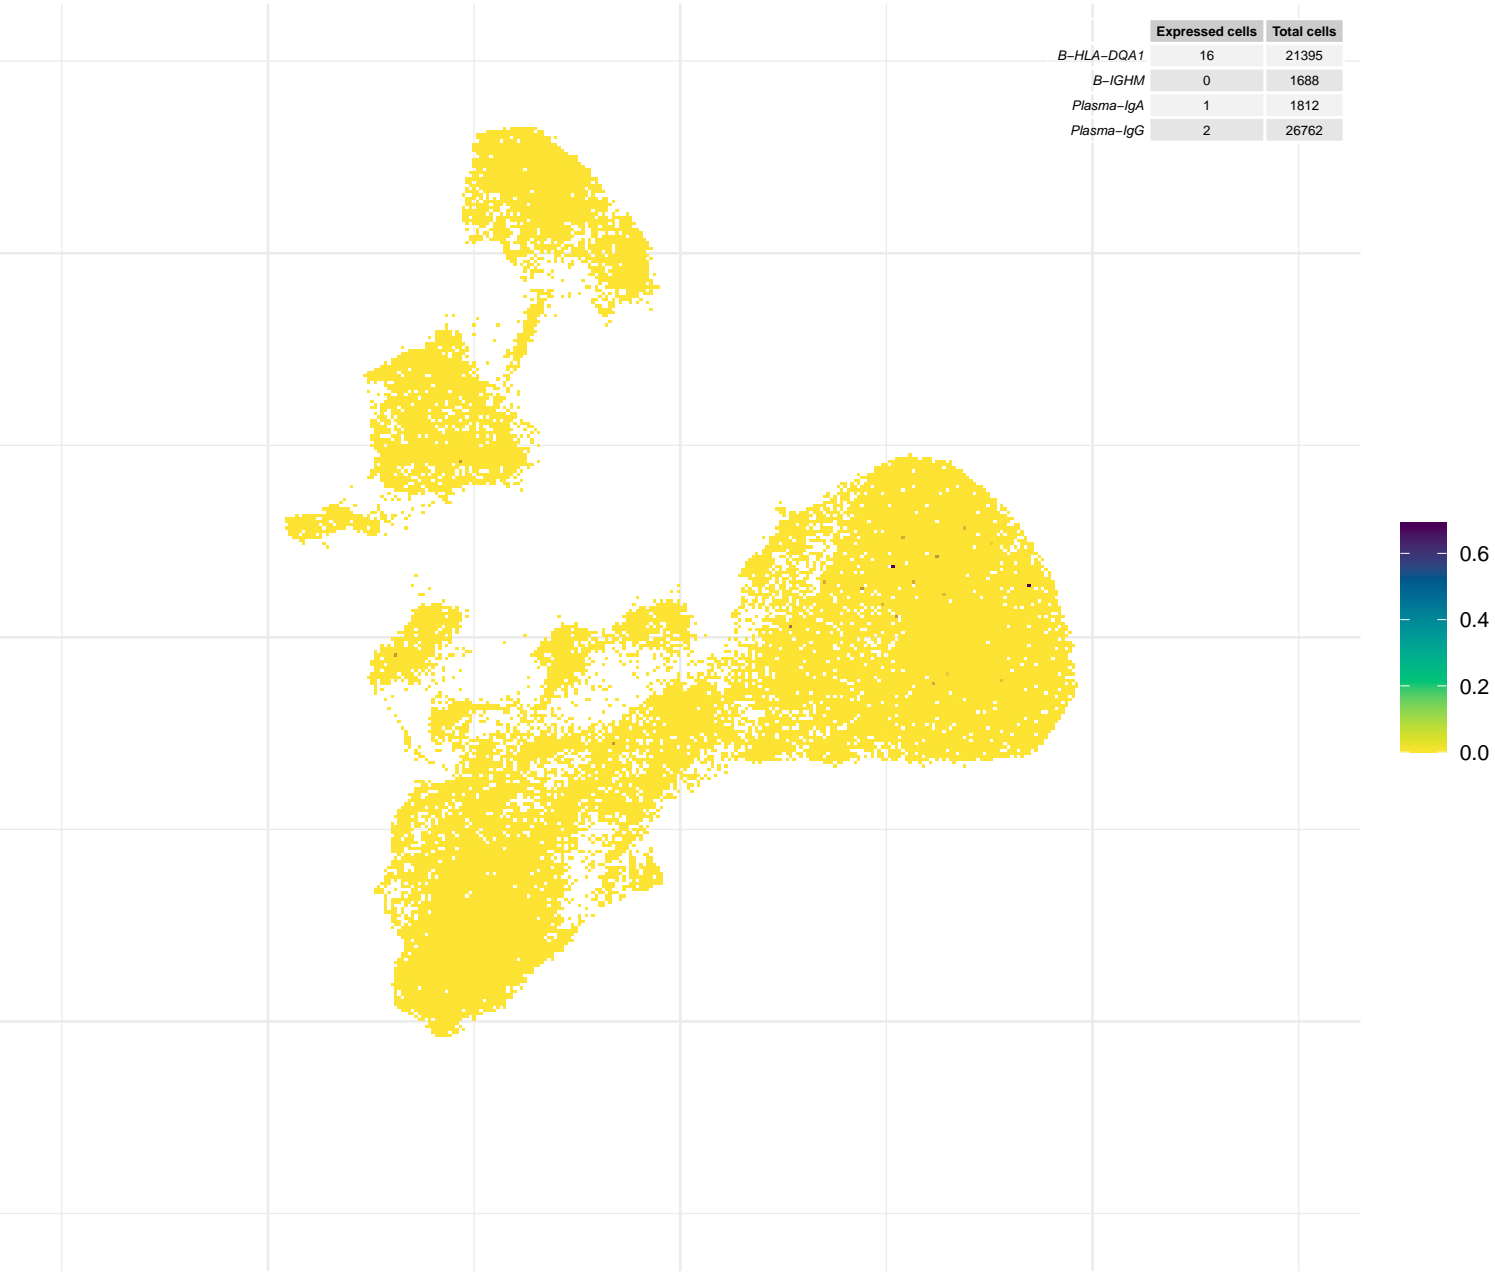 Expressed cells Total cells
B−HLA−DQA1 16 21395
B−IGHM 0 1688
Plasma−IgA 1 1812
Plasma−IgG 2 26762
0.6
0.4
0.2
0.0